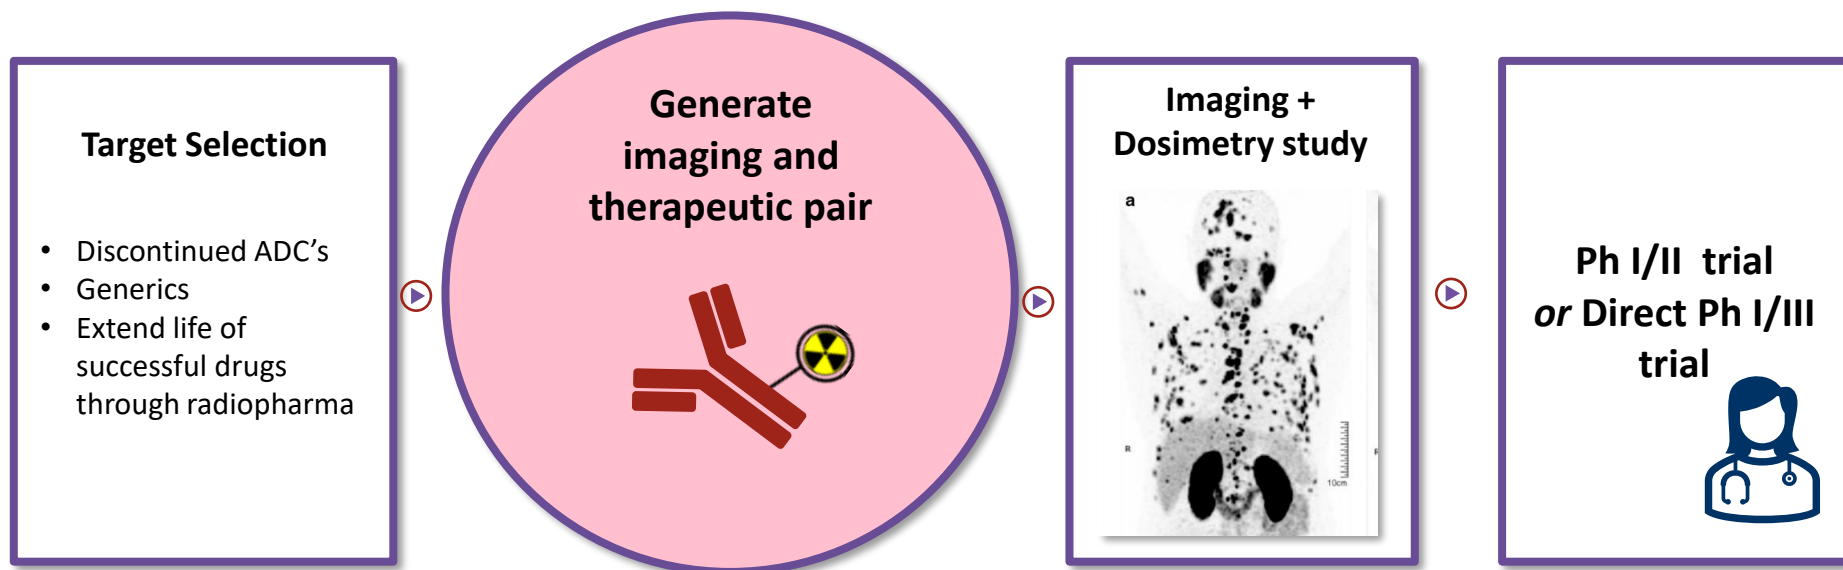 Target Selection
• Discontinued ADC's
• Generics
• Extend life of
successful drugs
through radiopharma
Generate
imaging and
therapeutic pair
Imaging +
Dosimetry study
a
R
10cm
R
Ph I/II trial
or Direct Ph I/III
trial